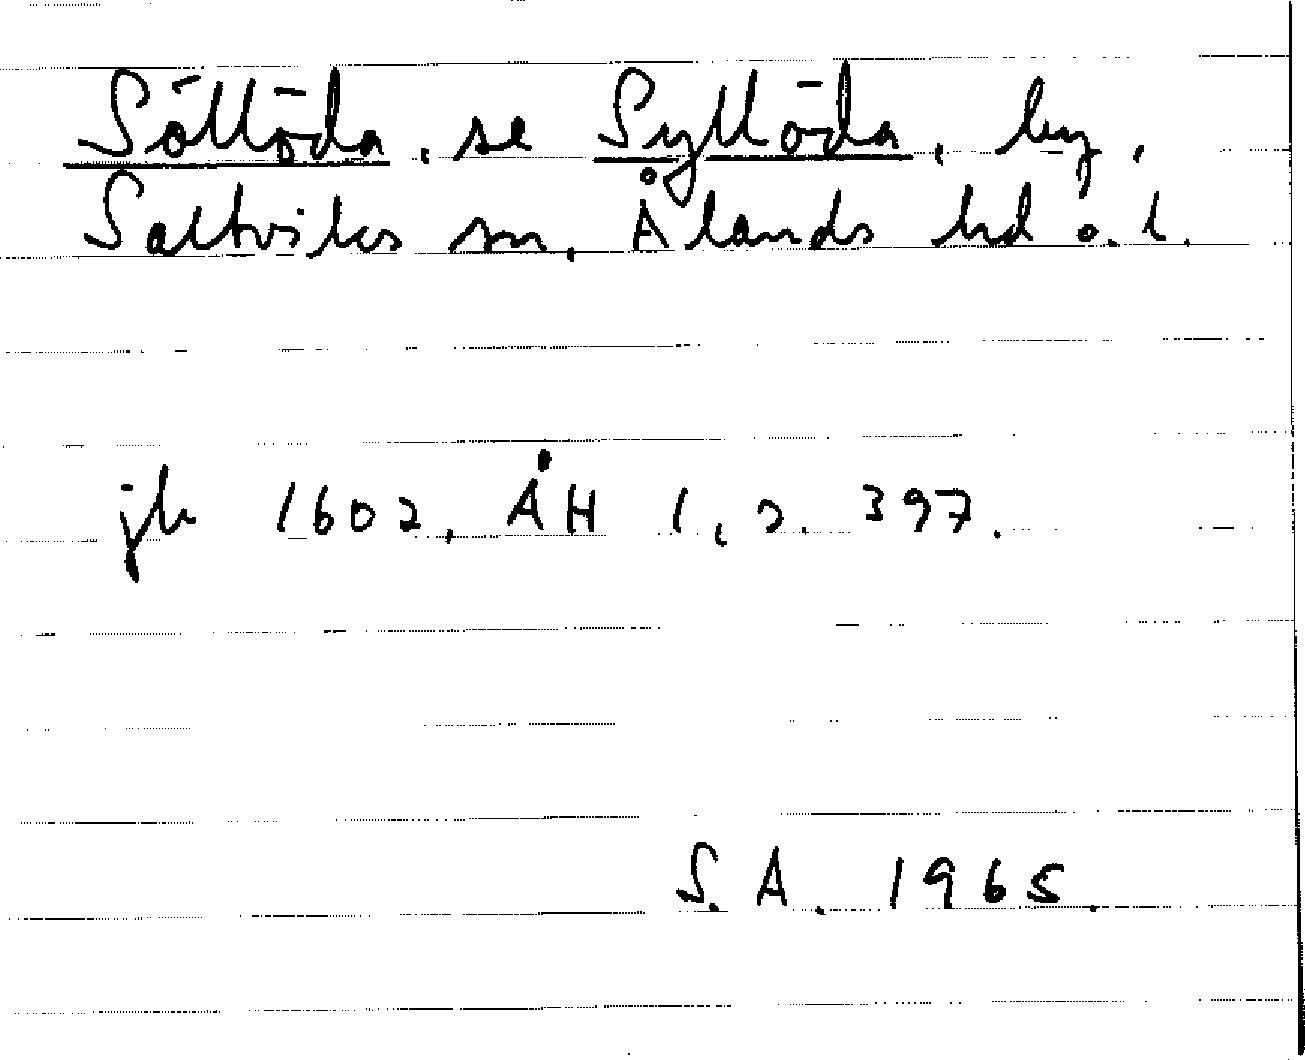 Söllöda, se Syllöda, by,
Saltviks sn, Ålands hd o. l.
jb 1602, ÅH 1, s. 397.
S. A. 1965.